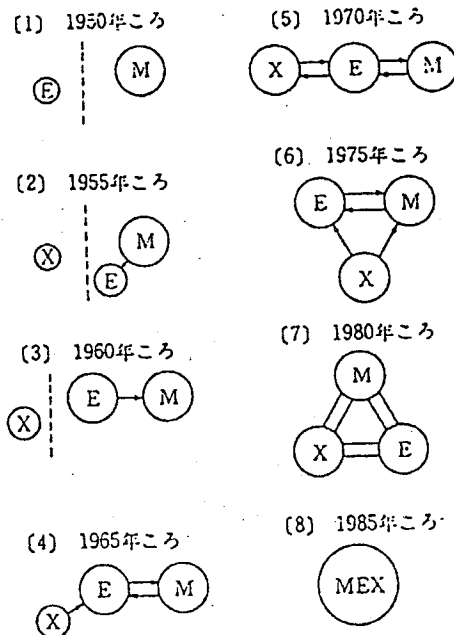 〔1〕 1950年ころ
E
M
〔2〕 1955年ころ
X
E
M
〔3〕 1960年ころ
X
E
M
〔4〕 1965年ころ
X
E
M
〔5〕 1970年ころ
X
E
M
〔6〕 1975年ころ
E
M
X
〔7〕 1980年ころ
M
X
E
〔8〕 1985年ころ
MEX